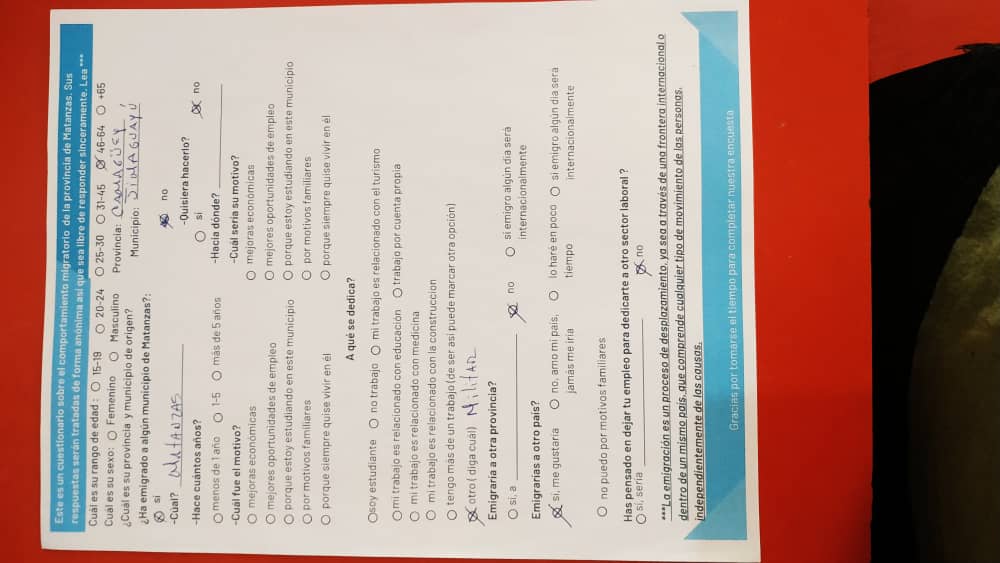 Este es un cuestionario sobre el comportamiento migratorio de la provincia de Matanzas. Sus
respuestas serán tratadas de forma anónima así que sea libre de responder sinceramente. Lea ***
Cuál es su rango de edad: 15-19 20-24 25-30 31-45 46-64 +65
Cuál es su sexo: Femenino Masculino
Provincia: CAMAGÜEY
¿Cuál es su provincia y municipio de origen?
Municipio: JIMAGUAYÚ
¿Ha emigrado a algún municipio de Matanzas?:
si
no
-Cuál? MATANZAS
-Quisiera hacerlo?
si no
-Hace cuántos años?
-Hacia dónde?
menos de 1 año 1-5 más de 5 años
-Cuál fue el motivo?
-Cuál sería su motivo?
mejoras económicas
mejoras económicas
mejores oportunidades de empleo
mejores oportunidades de empleo
porque estoy estudiando en este municipio
porque estoy estudiando en este municipio
por motivos familiares
por motivos familiares
porque siempre quise vivir en él
porque siempre quise vivir en él
A qué se dedica?
soy estudiante no trabajo mi trabajo es relacionado con el turismo
mi trabajo es relacionado con educación trabajo por cuenta propia
mi trabajo es relacionado con medicina
mi trabajo es relacionado con la construccion
tengo más de un trabajo (de ser así puede marcar otra opción)
otro (diga cuál) MILITAR
Emigraría a otra provincia?
si, a no si emigro algún día será
internacionalmente
Emigrarías a otro país?
si, me gustaría no, amo mi país, lo haré en poco si emigro algún día será
jamás me iría tiempo internacionalmente
no puedo por motivos familiares
Has pensado en dejar tu empleo para dedicarte a otro sector laboral?
si, sería no
***La emigración es un proceso de desplazamiento, ya sea a través de una frontera internacional o
dentro de un mismo país, que comprende cualquier tipo de movimiento de las personas,
independientemente de las causas.
Gracias por tomarse el tiempo para completar nuestra encuesta